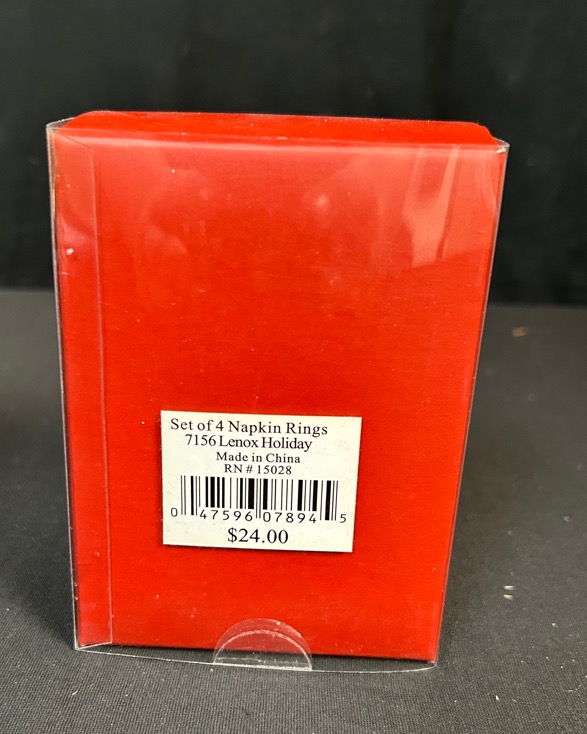 Set of 4 Napkin Rings
7156 Lenox Holiday
Made in China
RN # 15028
0 47596 07894 5
$24.00